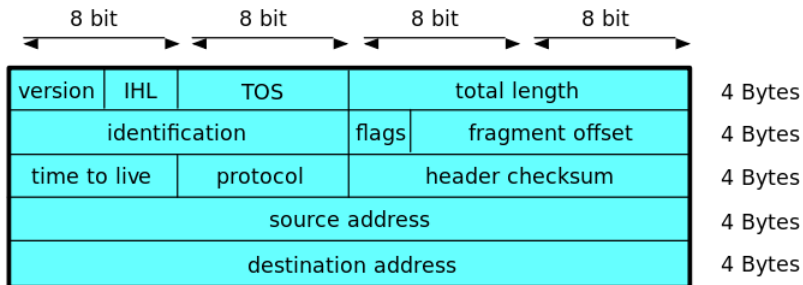 8 bit 8 bit 8 bit 8 bit
version IHL TOS total length 4 Bytes
identification flags fragment offset 4 Bytes
time to live protocol header checksum 4 Bytes
source address 4 Bytes
destination address 4 Bytes